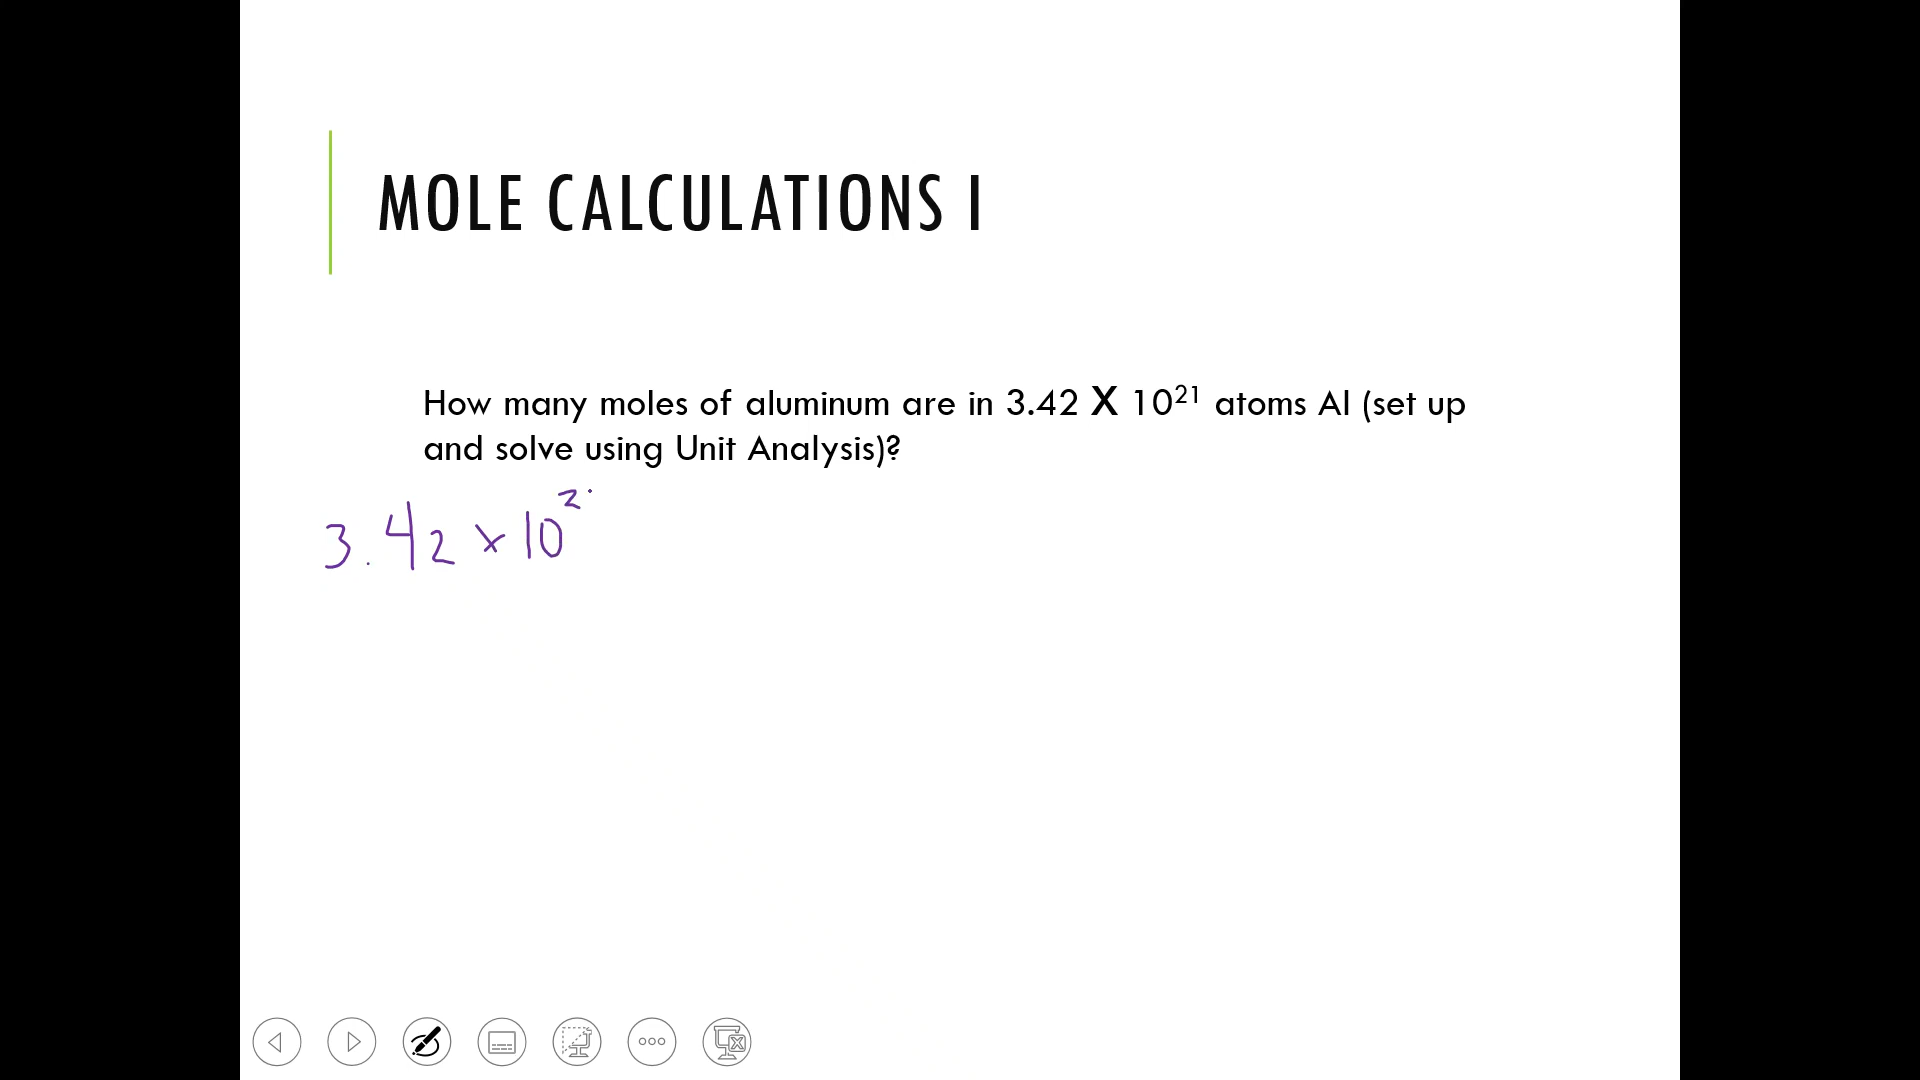 MOLE CALCULATIONS I
How many moles of aluminum are in 3.42 X 10²¹ atoms Al (set up
and solve using Unit Analysis)?
3.42 x 10²